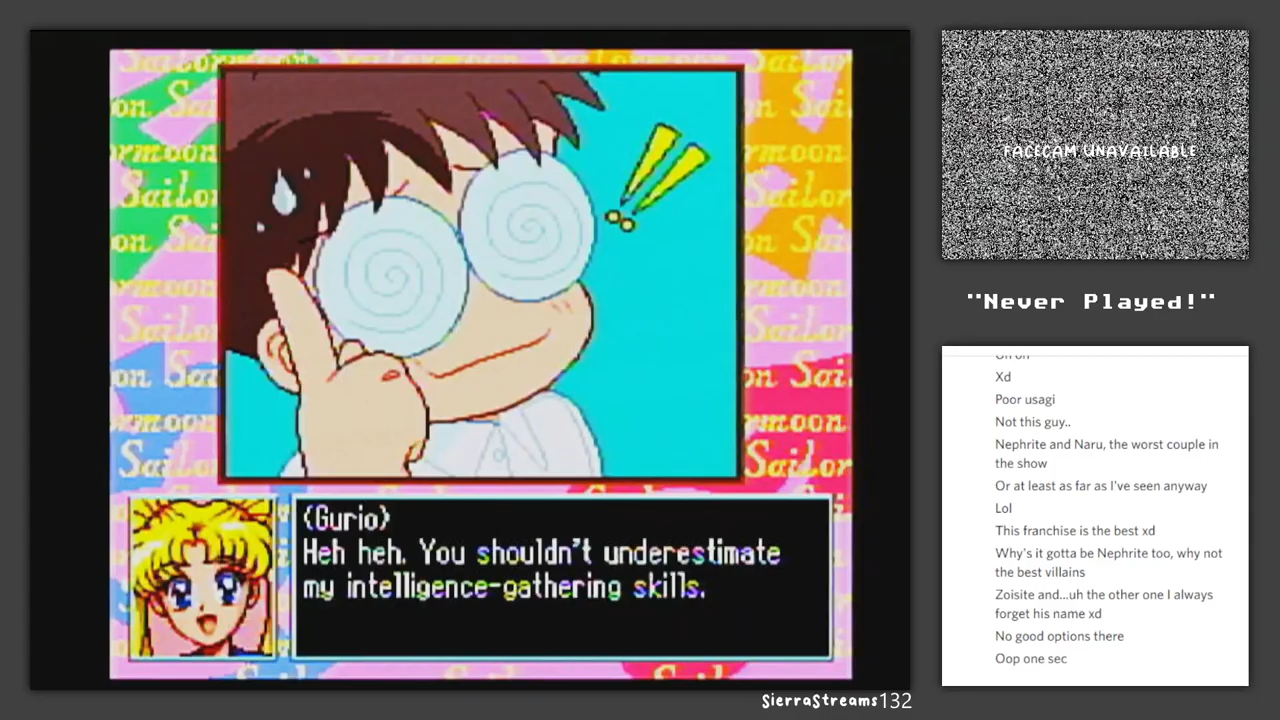 Sailormoon Sailormoon Sailor
FACECAM UNAVAILABLE
"Never Played!"
Xd
Poor usagi
Not this guy..
Nephrite and Naru, the worst couple in
the show
Or at least as far as I've seen anyway
Lol
This franchise is the best xd
Why's it gotta be Nephrite too, why not
the best villains
Zoisite and...uh the other one I always
forget his name xd
No good options there
Oop one sec
(Gurio)
Heh heh. You shouldn't underestimate
my intelligence-gathering skills.
SierraStreams132